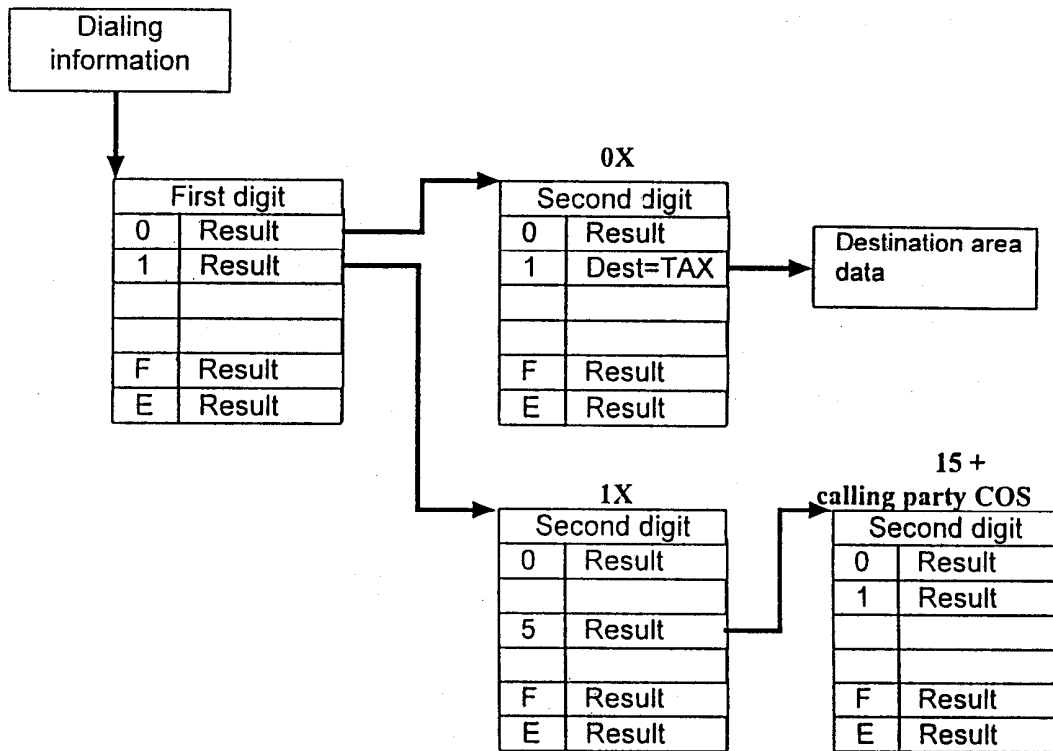 Dialing
information
First digit
0 Result
1 Result
F Result
E Result
0X
Second digit
0 Result
1 Dest=TAX
F Result
E Result
Destination area
data
1X
Second digit
0 Result
5 Result
F Result
E Result
15 +
calling party COS
Second digit
0 Result
1 Result
F Result
E Result